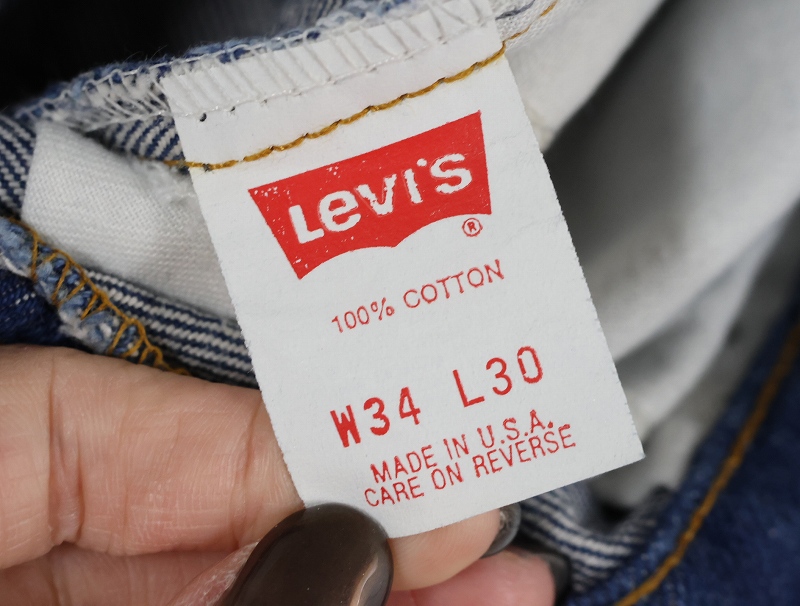 Levi's
®
100% COTTON
W34 L30
MADE IN U.S.A.
CARE ON REVERSE